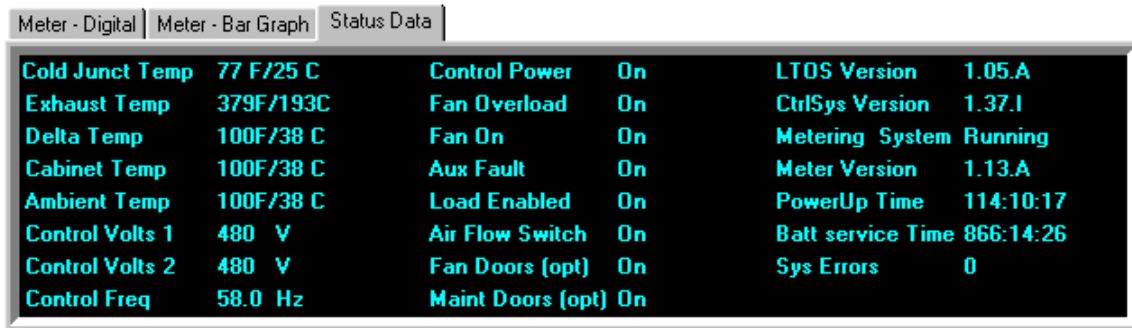 Meter - Digital Meter - Bar Graph Status Data
Cold Junct Temp 77 F/25 C Control Power On LTOS Version 1.05.A
Exhaust Temp 379F/193C Fan Overload On CtrlSys Version 1.37.I
Delta Temp 100F/38 C Fan On On Metering System Running
Cabinet Temp 100F/38 C Aux Fault On Meter Version 1.13.A
Ambient Temp 100F/38 C Load Enabled On PowerUp Time 114:10:17
Control Volts 1 480 V Air Flow Switch On Batt service Time 866:14:26
Control Volts 2 480 V Fan Doors (opt) On Sys Errors 0
Control Freq 58.0 Hz Maint Doors (opt) On